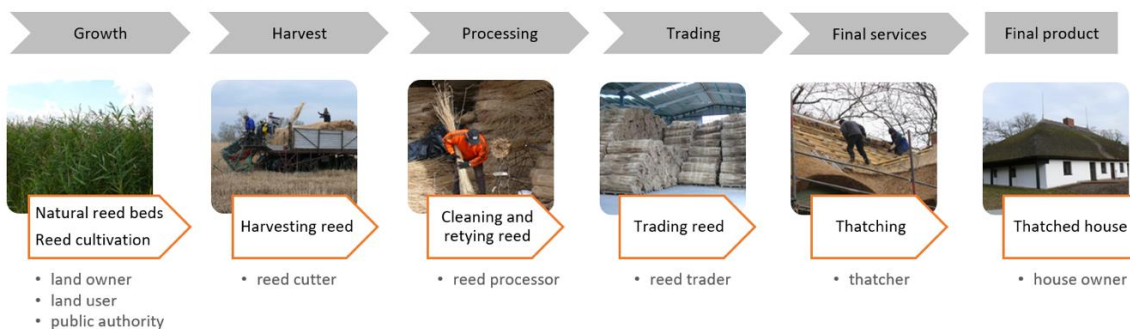 Growth
Harvest
Processing
Trading
Final services
Final product
Natural reed beds
Reed cultivation
Harvesting reed
Cleaning and
retying reed
Trading reed
Thatching
Thatched house
• land owner
• land user
• public authority
• reed cutter
• reed processor
• reed trader
• thatcher
• house owner